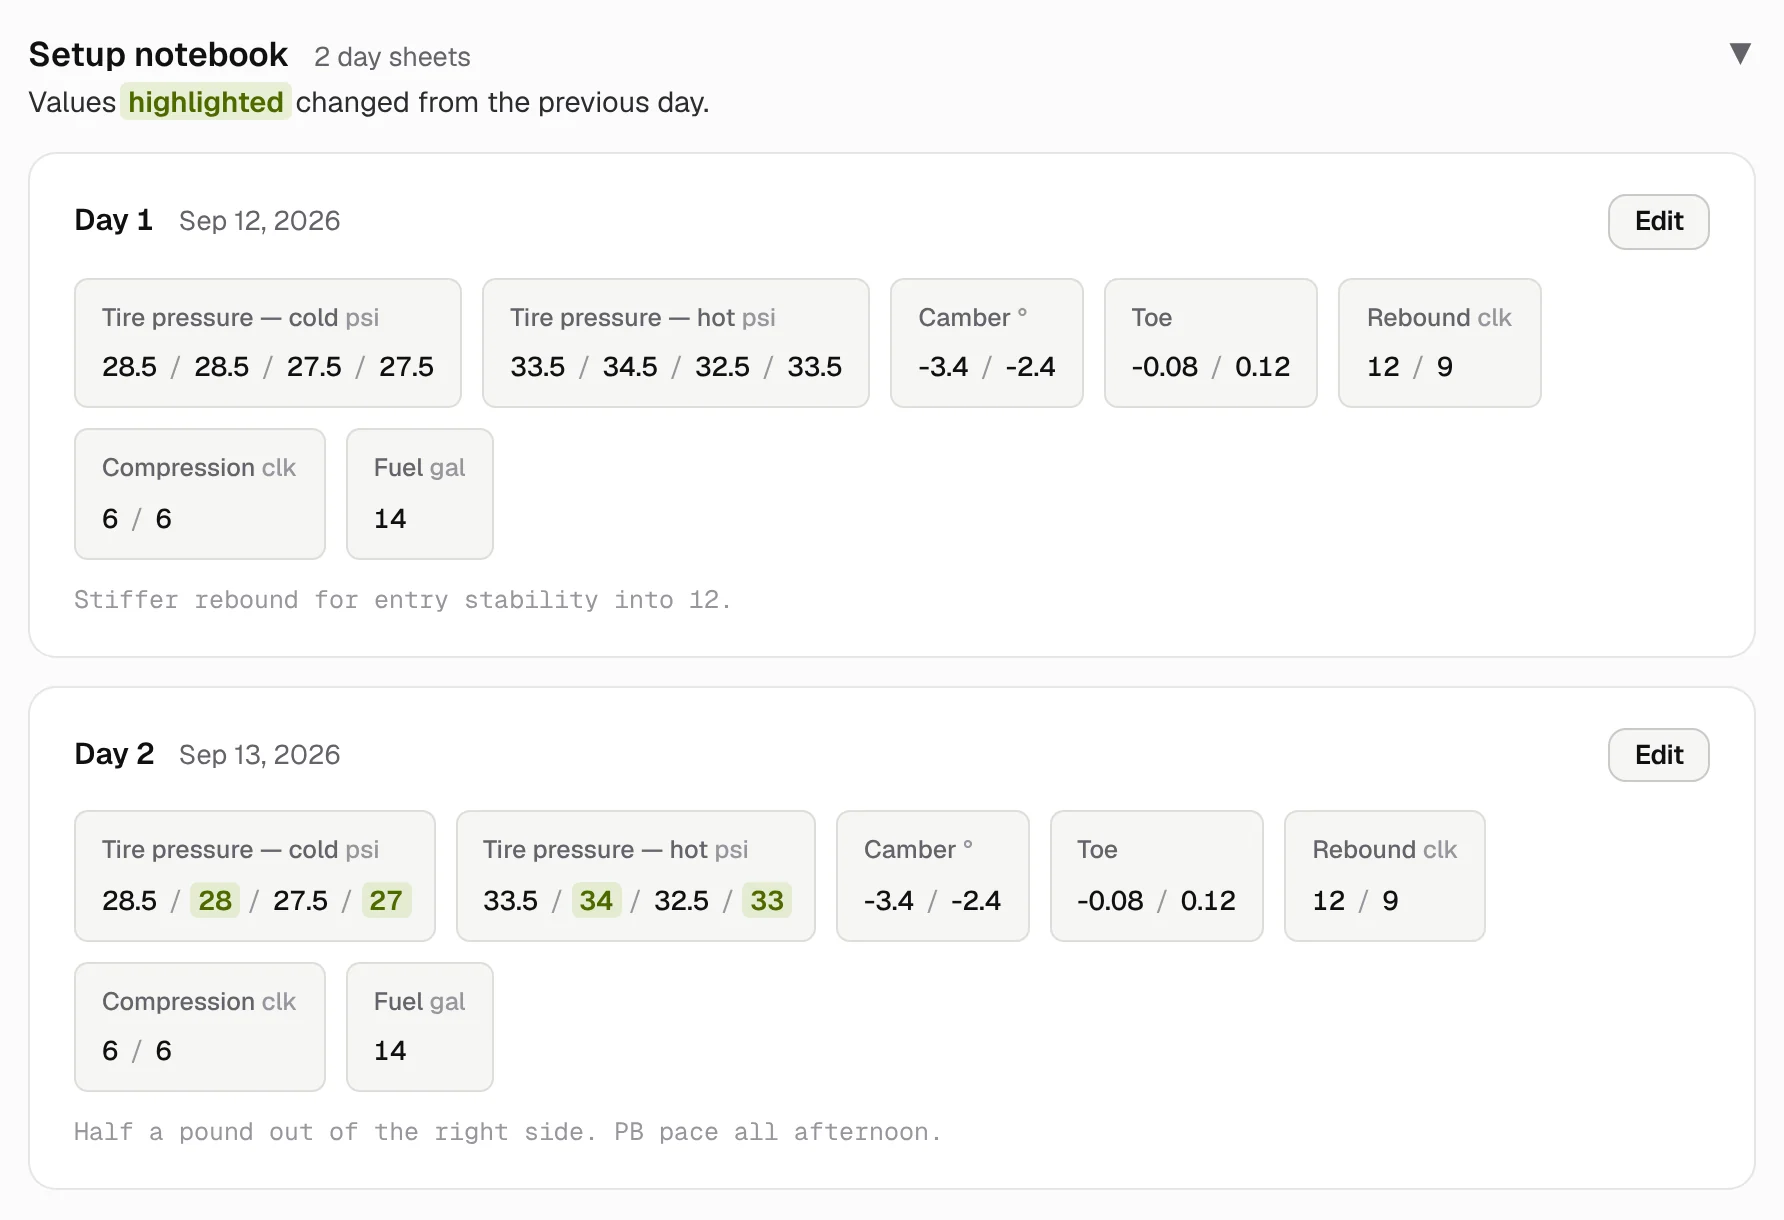 Setup notebook 2 day sheets ▼
Values highlighted changed from the previous day.
Day 1 Sep 12, 2026 Edit
Tire pressure — cold psi Tire pressure — hot psi Camber ° Toe Rebound clk
28.5 / 28.5 / 27.5 / 27.5 33.5 / 34.5 / 32.5 / 33.5 -3.4 / -2.4 -0.08 / 0.12 12 / 9
Compression clk Fuel gal
6 / 6 14
Stiffer rebound for entry stability into 12.
Day 2 Sep 13, 2026 Edit
Tire pressure — cold psi Tire pressure — hot psi Camber ° Toe Rebound clk
28.5 / 28 / 27.5 / 27 33.5 / 34 / 32.5 / 33 -3.4 / -2.4 -0.08 / 0.12 12 / 9
Compression clk Fuel gal
6 / 6 14
Half a pound out of the right side. PB pace all afternoon.